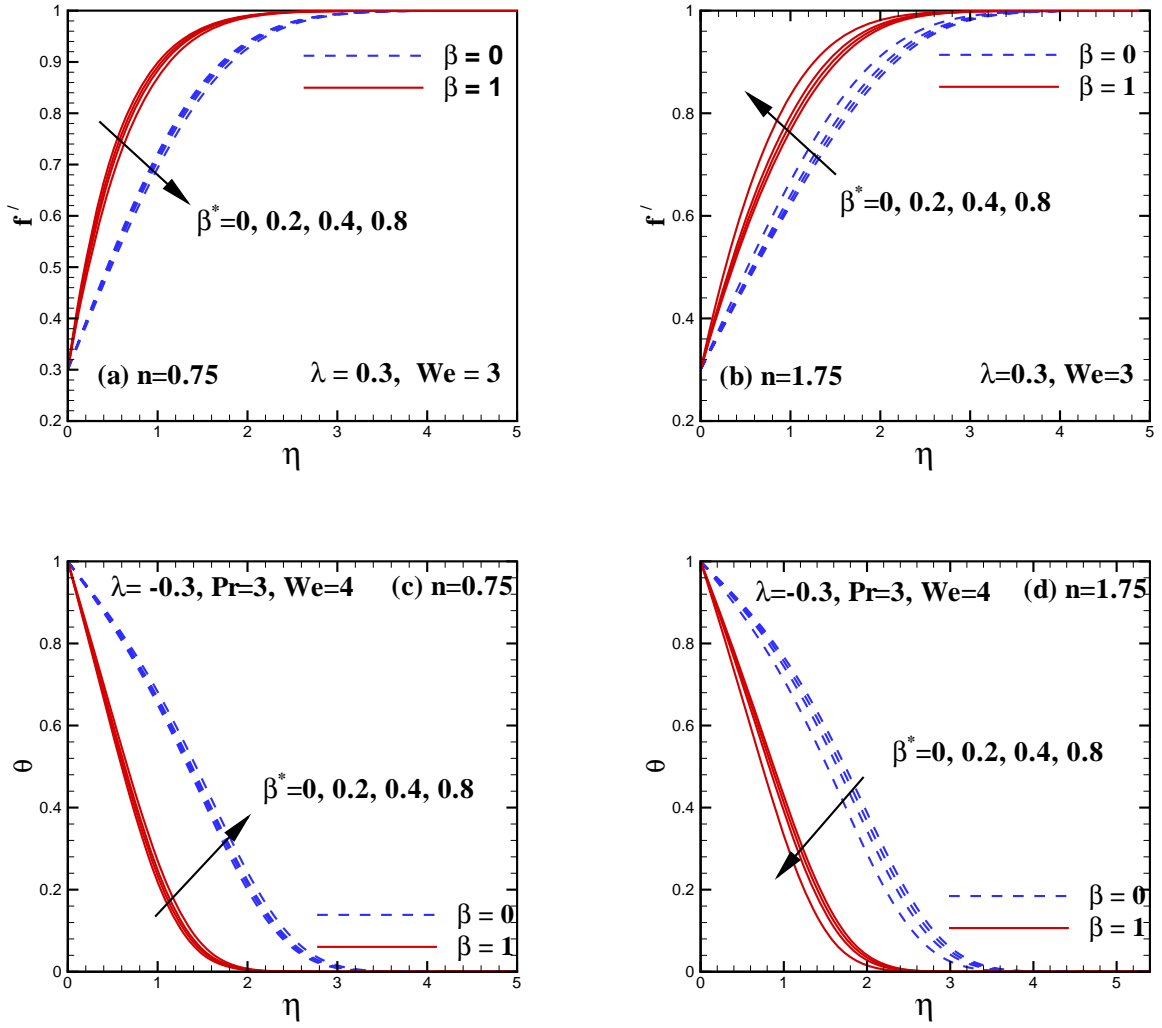 f /
1
0.9
0.8
0.7
0.6
0.5
0.4
0.3
0.2
0 1 2 3 4 5
η
β = 0
β = 1
β*=0, 0.2, 0.4, 0.8
(a) n=0.75 λ = 0.3, We = 3
f /
1
0.8
0.6
0.4
0.2
0 1 2 3 4 5
η
β = 0
β = 1
β*=0, 0.2, 0.4, 0.8
(b) n=1.75 λ=0.3, We=3
θ
1
0.8
0.6
0.4
0.2
0
0 1 2 3 4 5
η
λ= -0.3, Pr=3, We=4 (c) n=0.75
β*=0, 0.2, 0.4, 0.8
β = 0
β = 1
θ
1
0.8
0.6
0.4
0.2
0
0 1 2 3 4 5
η
λ=-0.3, Pr=3, We=4 (d) n=1.75
β*=0, 0.2, 0.4, 0.8
β = 0
β = 1